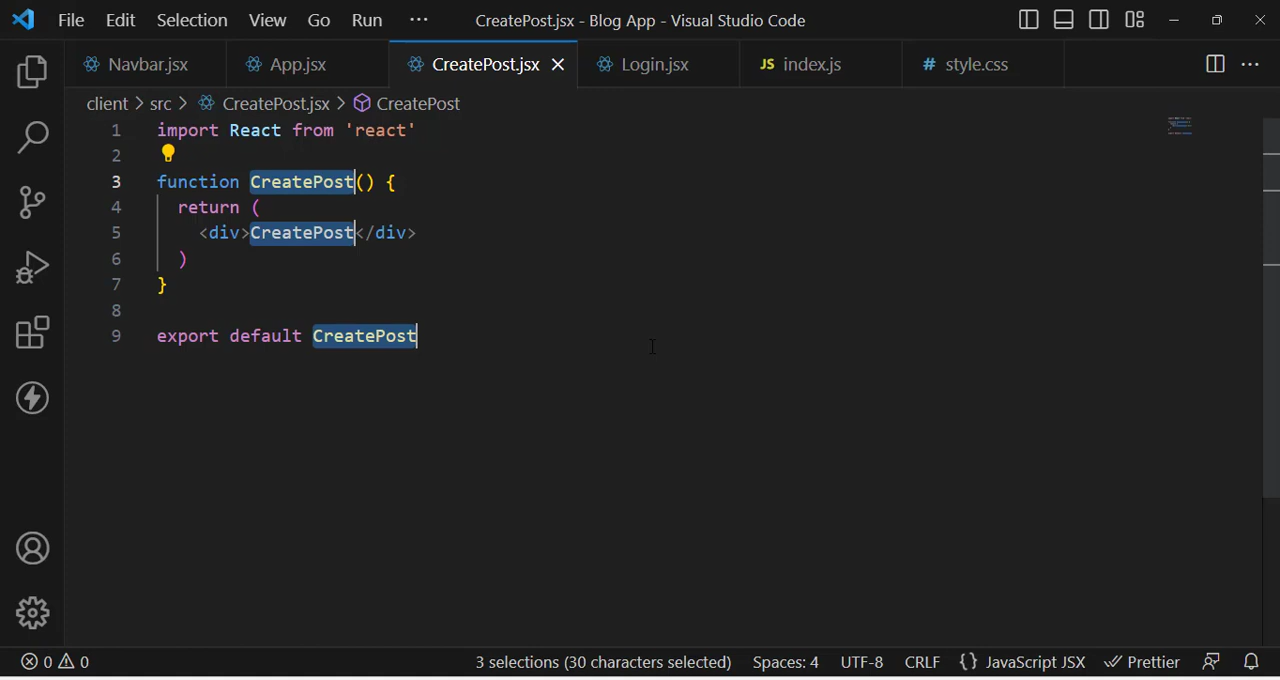 File Edit Selection View Go Run ··· CreatePost.jsx - Blog App - Visual Studio Code
Navbar.jsx App.jsx CreatePost.jsx Login.jsx JS index.js # style.css ···
client > src > CreatePost.jsx > CreatePost
1 import React from 'react'
2
3 function CreatePost() {
4 return (
5 <div>CreatePost</div>
6 )
7 }
8
9 export default CreatePost
0 0 3 selections (30 characters selected) Spaces: 4 UTF-8 CRLF {} JavaScript JSX Prettier